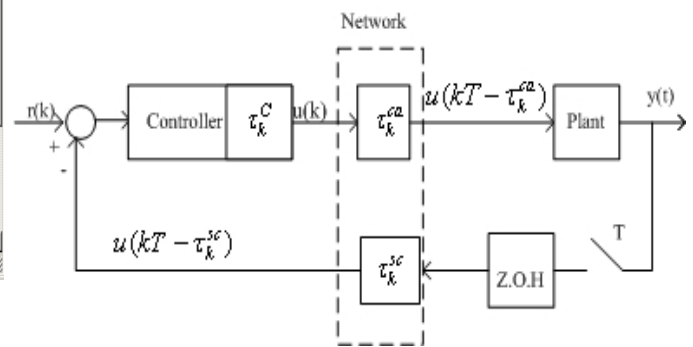 Network
r(k)
+
-
Controller
τ_k^C
u(k)
τ_k^{ca}
u(kT − τ_k^{ca})
Plant
y(t)
T
Z.O.H
τ_k^{sc}
u(kT − τ_k^{sc})